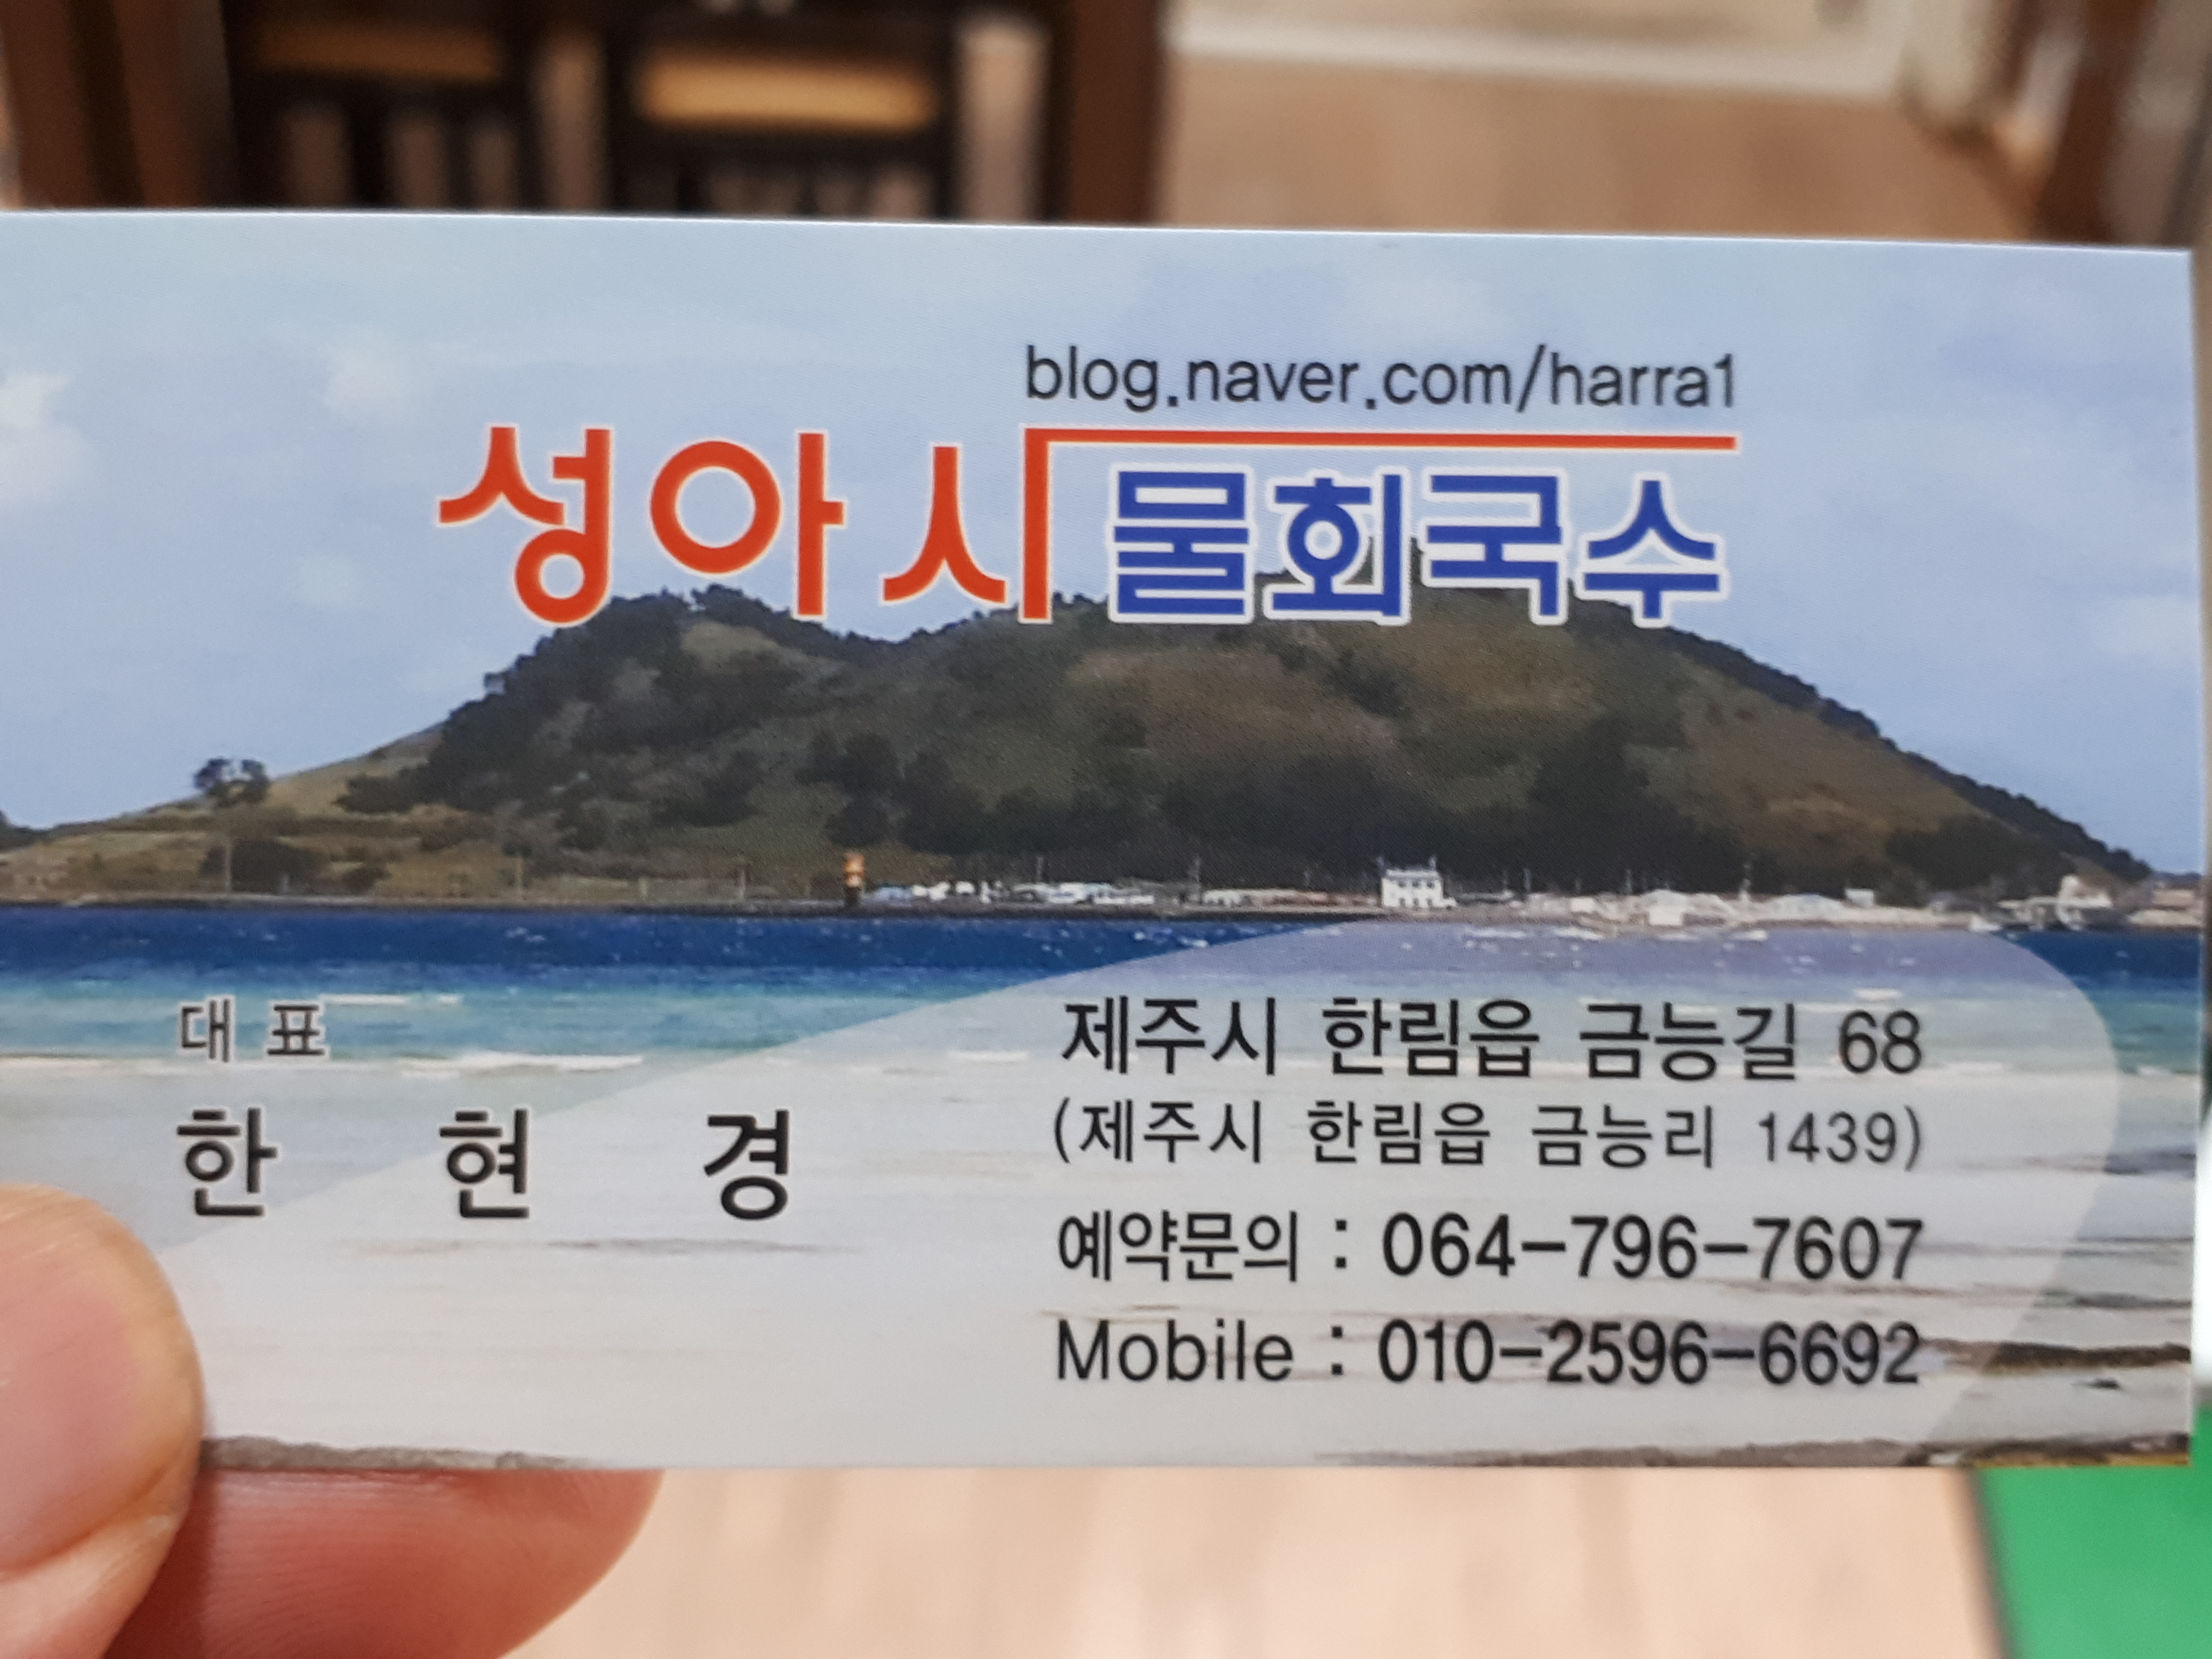 blog.naver.com/harra1
성아시 물회국수
대표
한 현 경
제주시 한림읍 금능길 68
(제주시 한림읍 금능리 1439)
예약문의 : 064-796-7607
Mobile : 010-2596-6692